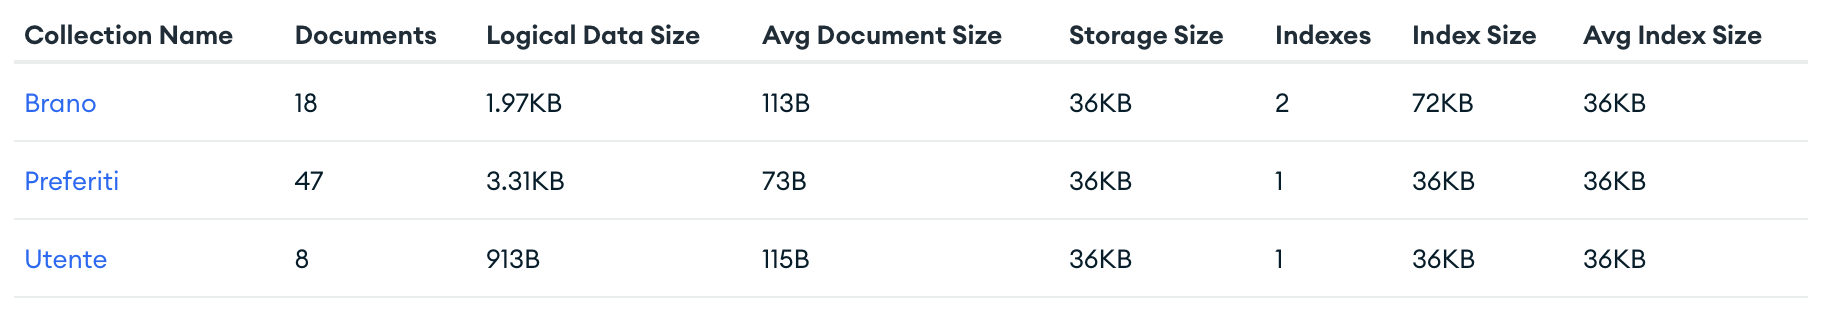 Collection Name Documents Logical Data Size Avg Document Size Storage Size Indexes Index Size Avg Index Size
Brano 18 1.97KB 113B 36KB 2 72KB 36KB
Preferiti 47 3.31KB 73B 36KB 1 36KB 36KB
Utente 8 913B 115B 36KB 1 36KB 36KB